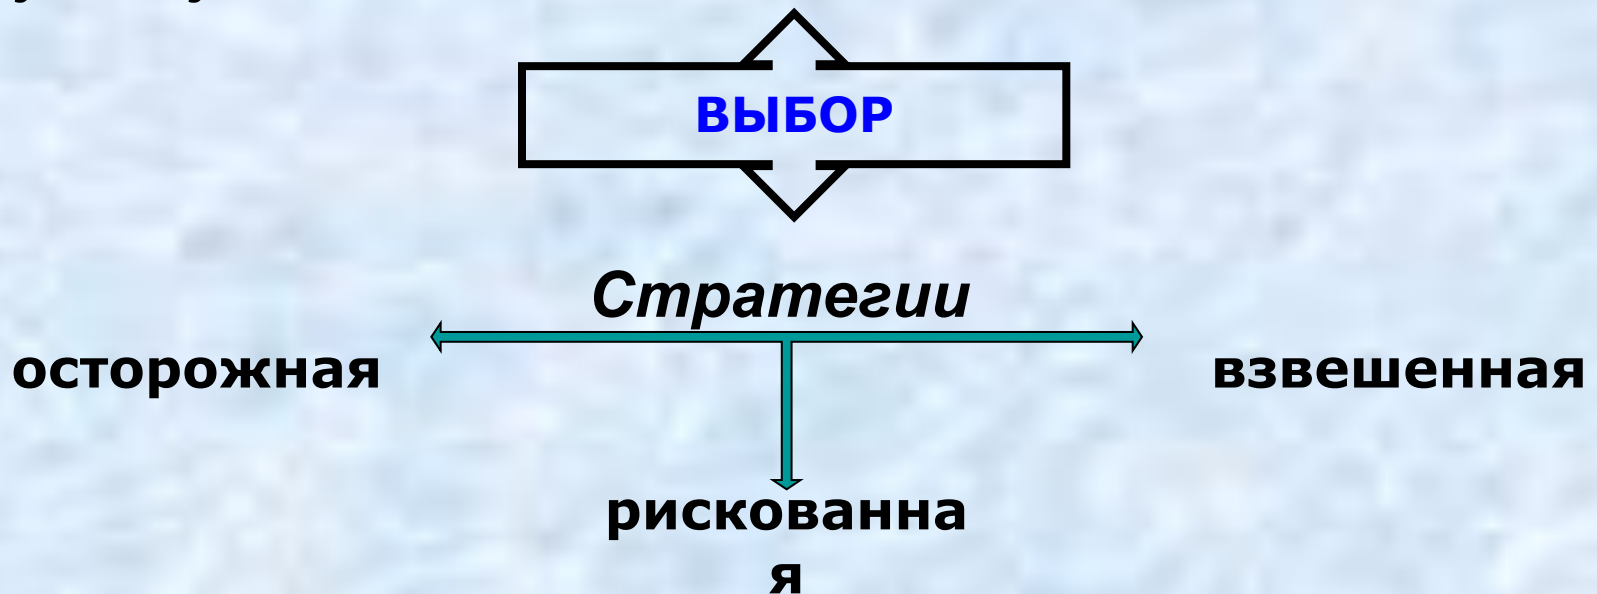 ВЫБОР
Стратегии
осторожная
взвешенная
рискованна
я